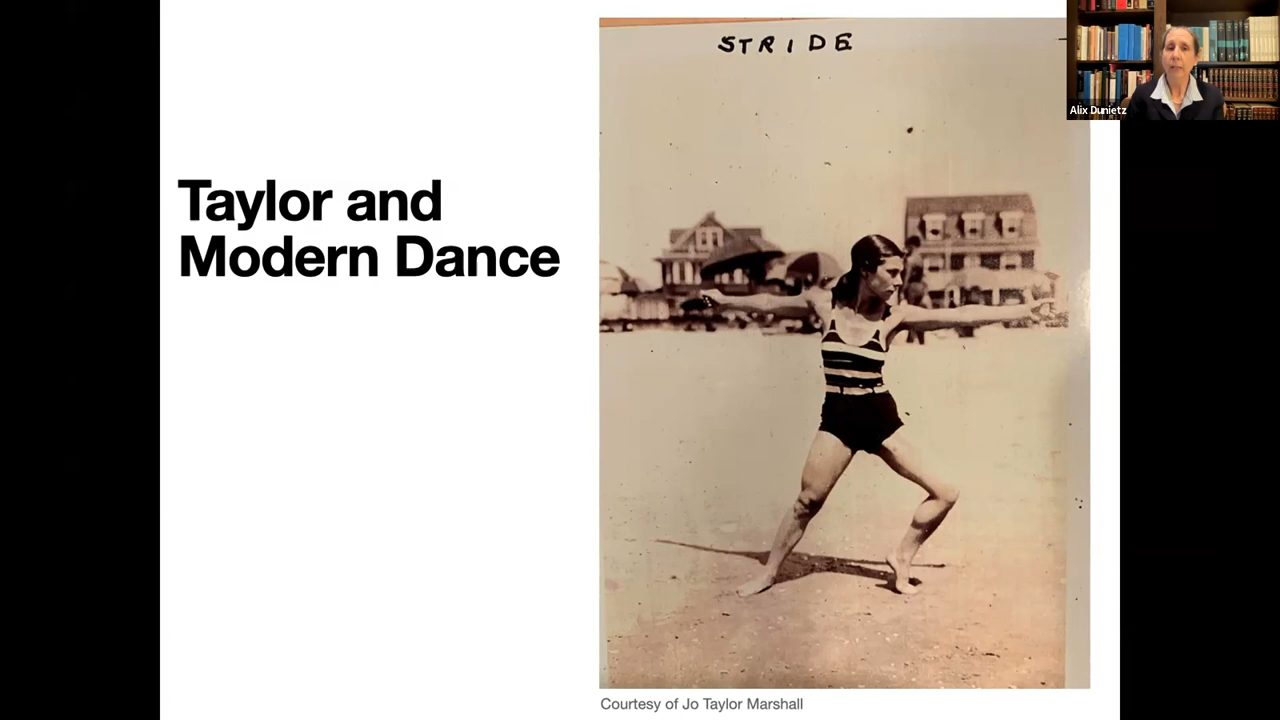 STRIDE
Alix Dunietz
Taylor and
Modern Dance
Courtesy of Jo Taylor Marshall